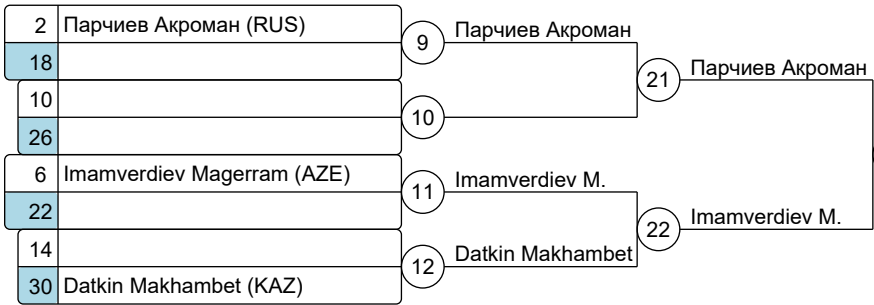 2 Парчиев Акроман (RUS)
18
9 Парчиев Акроман
10
26
10
21 Парчиев Акроман
6 Imamverdiev Magerram (AZE)
22
11 Imamverdiev M.
14
30 Datkin Makhambet (KAZ)
12 Datkin Makhambet
22 Imamverdiev M.